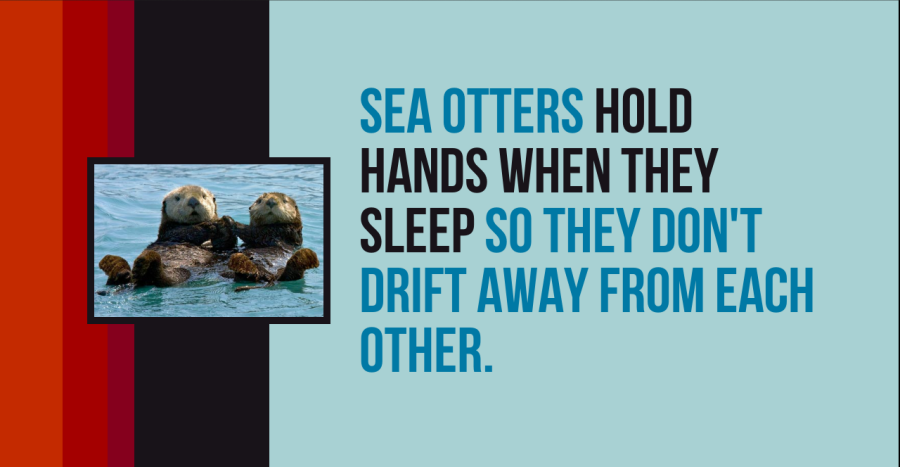 SEA OTTERS HOLD
HANDS WHEN THEY
SLEEP SO THEY DON'T
DRIFT AWAY FROM EACH
OTHER.